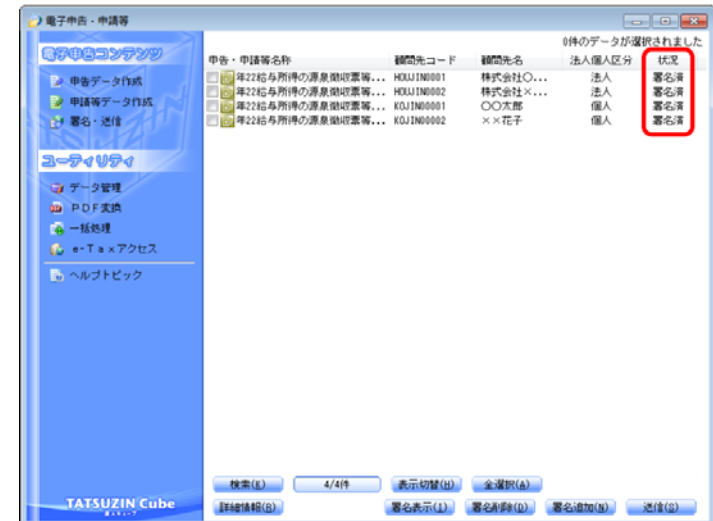 電子申告・申請等
0件のデータが選択されました
電子申告コンテンツ
申告・申請等名称 顧問先コード 顧問先名 法人個人区分 状況
申告データ作成
申請等データ作成
署名・送信
年22給与所得の源泉徴収票等... HOUJIN0001 株式会社〇... 法人 署名済
年22給与所得の源泉徴収票等... HOUJIN0002 株式会社×... 法人 署名済
年22給与所得の源泉徴収票等... KOJIN00001 〇〇太郎 個人 署名済
年22給与所得の源泉徴収票等... KOJIN00002 ××花子 個人 署名済
ユーティリティ
データ管理
PDF変換
一括処理
e-Taxアクセス
ヘルプトピック
検索(K) 4/4件 表示切替(H) 全選択(A)
詳細情報(R) 署名表示(I) 署名削除(D) 署名追加(N) 送信(S)
TATSUZIN Cube